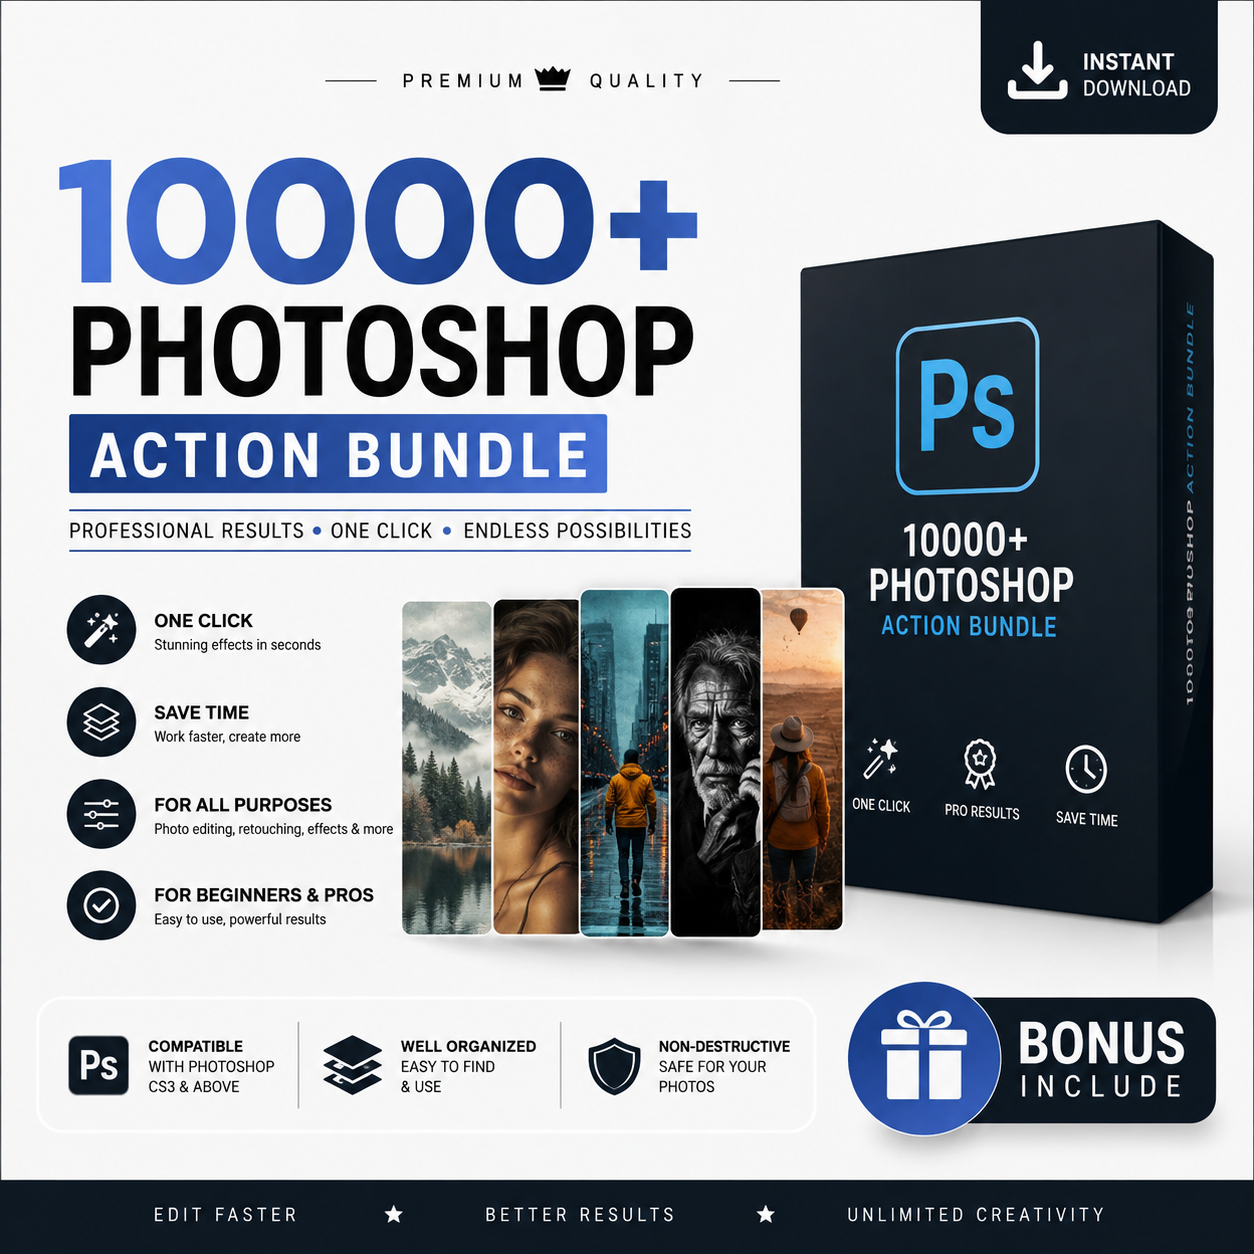 PREMIUM QUALITY
INSTANT
DOWNLOAD
10000+
PHOTOSHOP
ACTION BUNDLE
PROFESSIONAL RESULTS • ONE CLICK • ENDLESS POSSIBILITIES
ONE CLICK
Stunning effects in seconds
SAVE TIME
Work faster, create more
FOR ALL PURPOSES
Photo editing, retouching, effects & more
FOR BEGINNERS & PROS
Easy to use, powerful results
Ps
10000+
PHOTOSHOP
ACTION BUNDLE
ONE CLICK
PRO RESULTS
SAVE TIME
ACTION BUNDLE
Ps
COMPATIBLE
WITH PHOTOSHOP
CS3 & ABOVE
WELL ORGANIZED
EASY TO FIND
& USE
NON-DESTRUCTIVE
SAFE FOR YOUR
PHOTOS
BONUS
INCLUDE
EDIT FASTER ★ BETTER RESULTS ★ UNLIMITED CREATIVITY